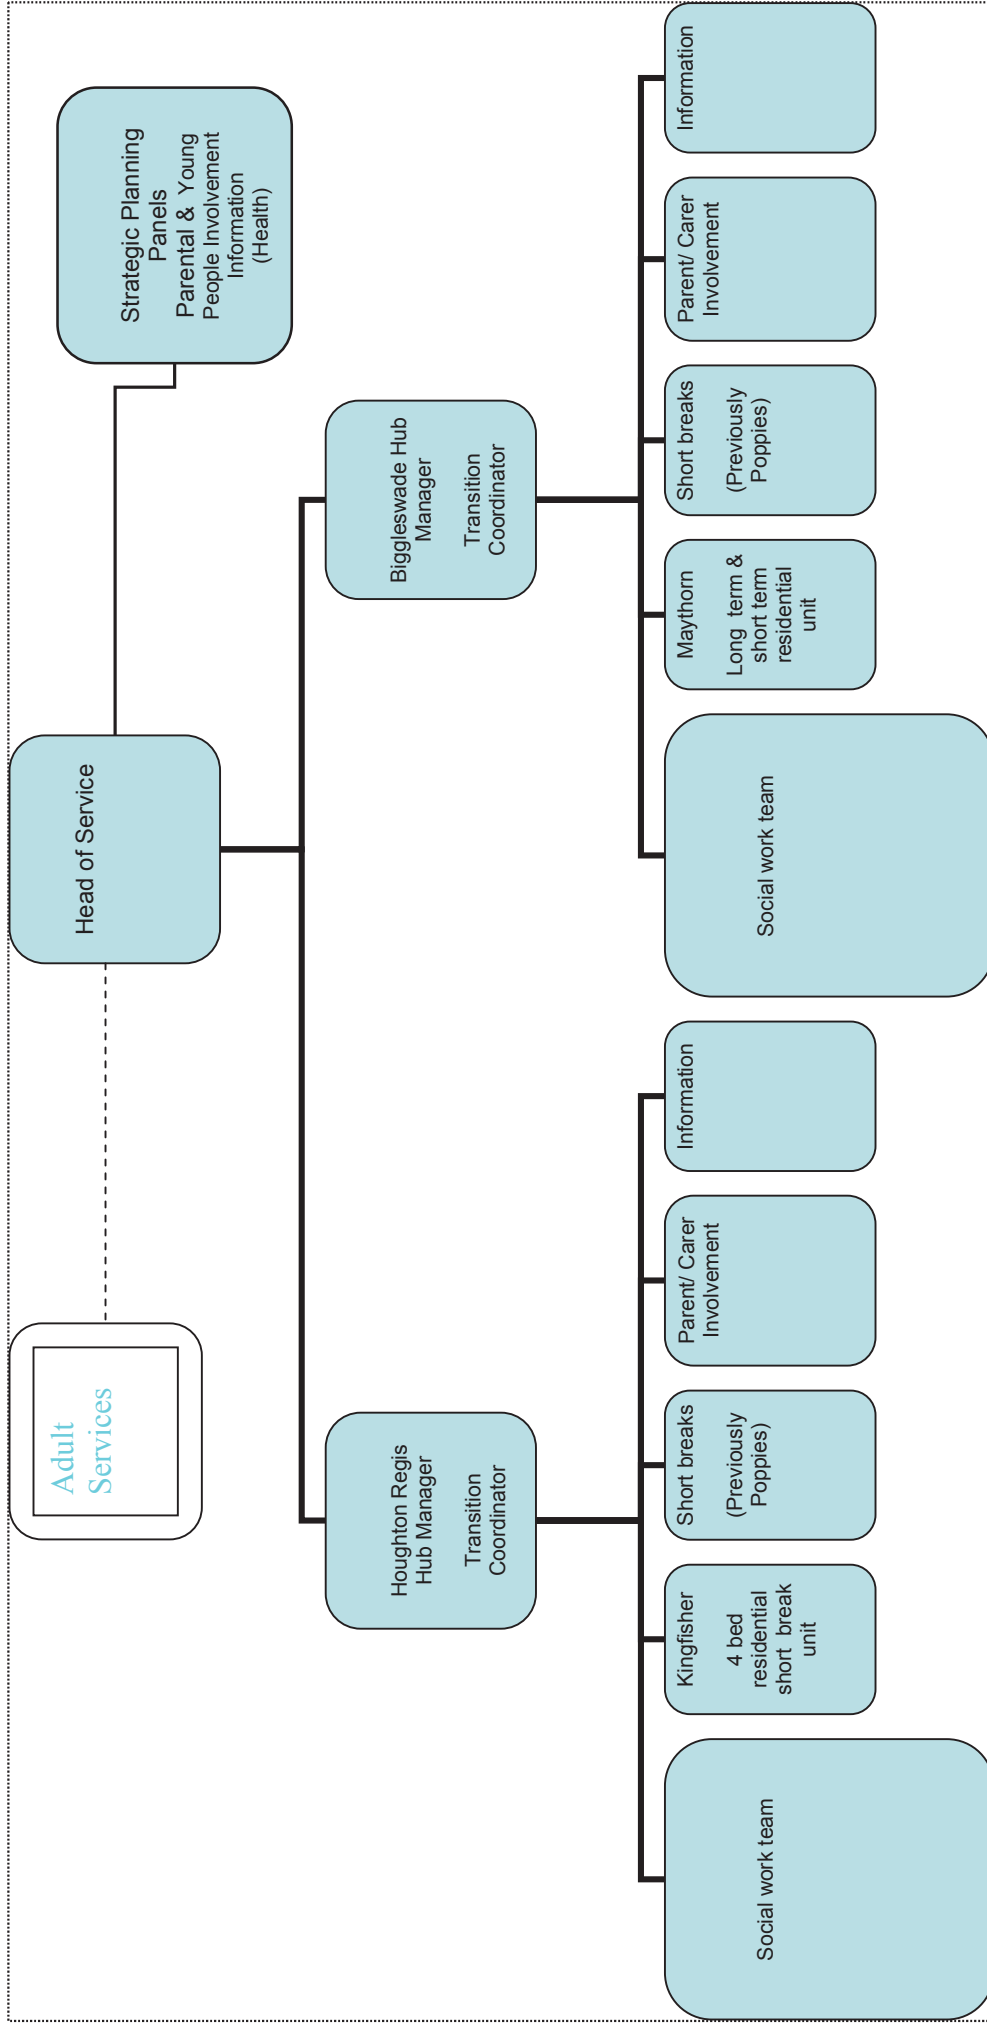 Adult
Services
Head of Service
Strategic Planning
Panels
Parental & Young
People Involvement
Information
(Health)
Houghton Regis
Hub Manager
Transition
Coordinator
Biggleswade Hub
Manager
Transition
Coordinator
Social work team
Kingfisher
4 bed
residential
short break
unit
Short breaks
(Previously
Poppies)
Parent/ Carer
Involvement
Information
Social work team
Maythorn
Long term &
short term
residential
unit
Short breaks
(Previously
Poppies)
Parent/ Carer
Involvement
Information